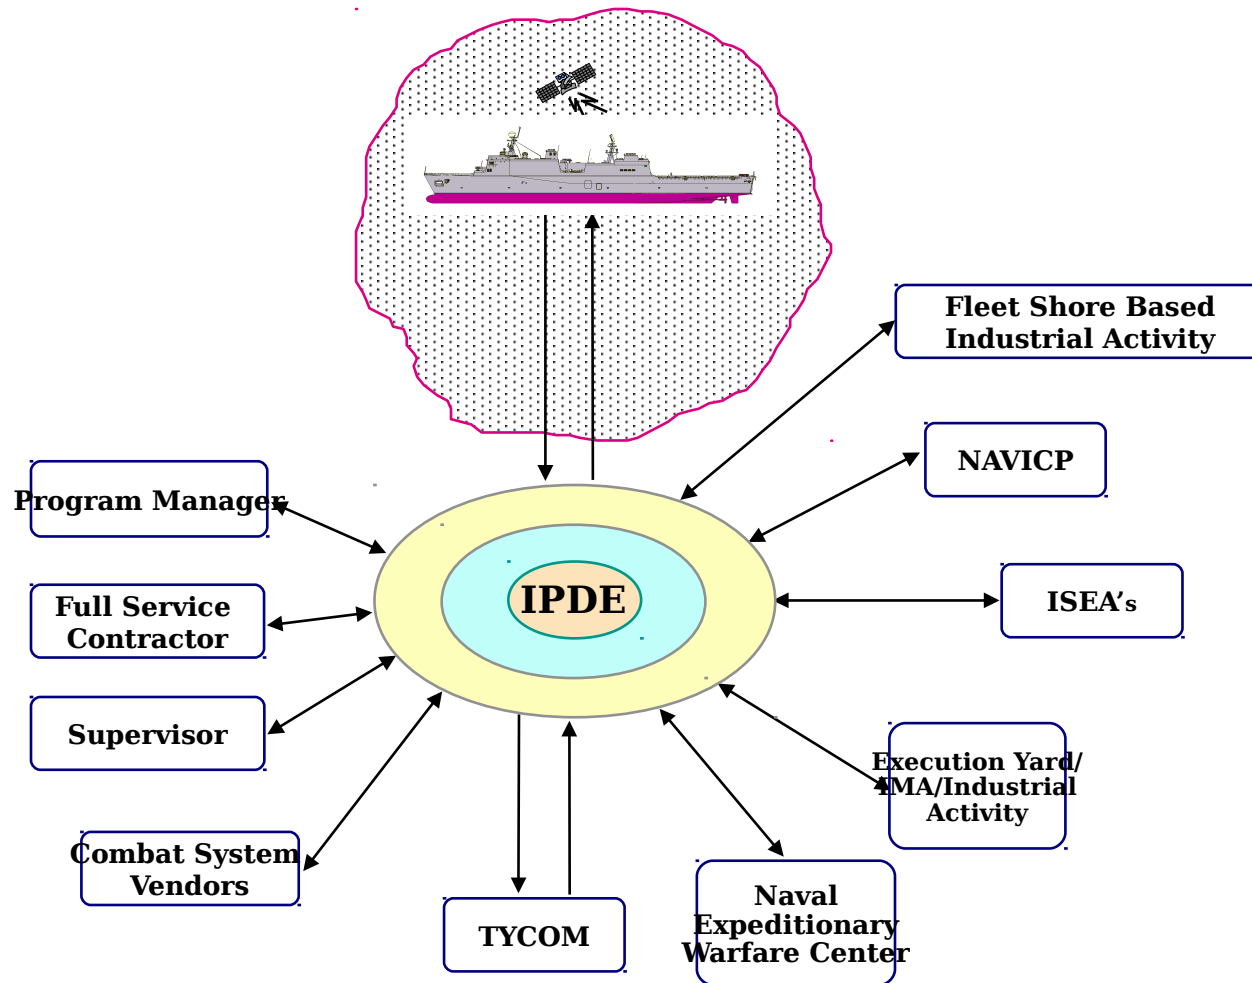 Fleet Shore Based
Industrial Activity
NAVICP
Program Manager
IPDE
ISEA’s
Full Service
Contractor
Supervisor
Execution Yard/
IMA/Industrial
Activity
Combat System
Vendors
TYCOM
Naval
Expeditionary
Warfare Center